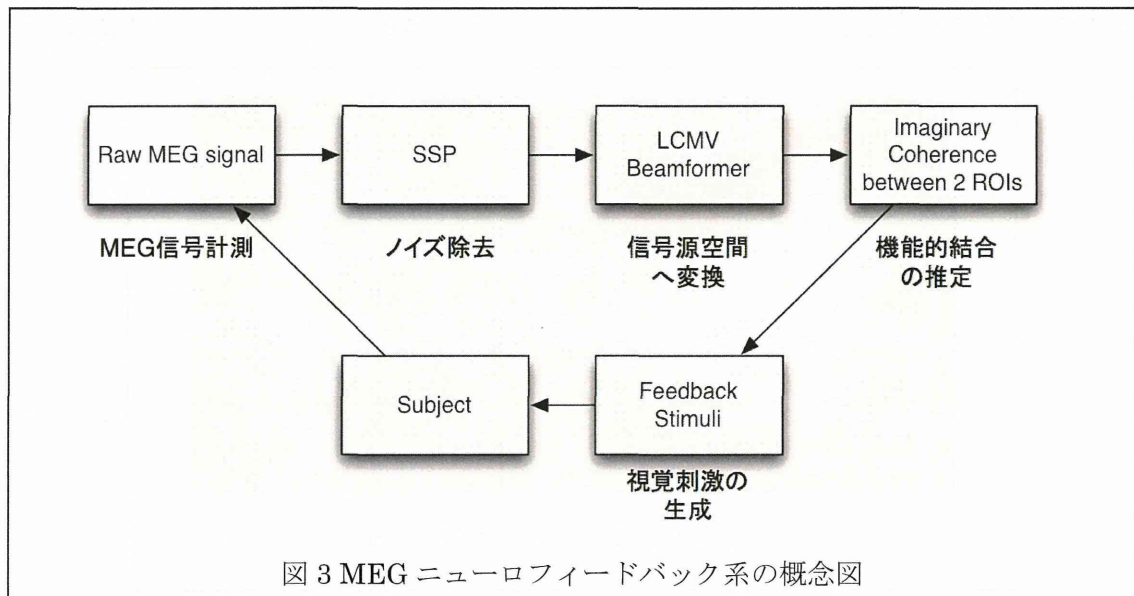 Raw MEG signal
SSP
LCMV
Beamformer
Imaginary
Coherence
between 2 ROIs
MEG信号計測
ノイズ除去
信号源空間
へ変換
機能的結合
の推定
Subject
Feedback
Stimuli
視覚刺激の
生成
図 3 MEG ニューロフィードバック系の概念図